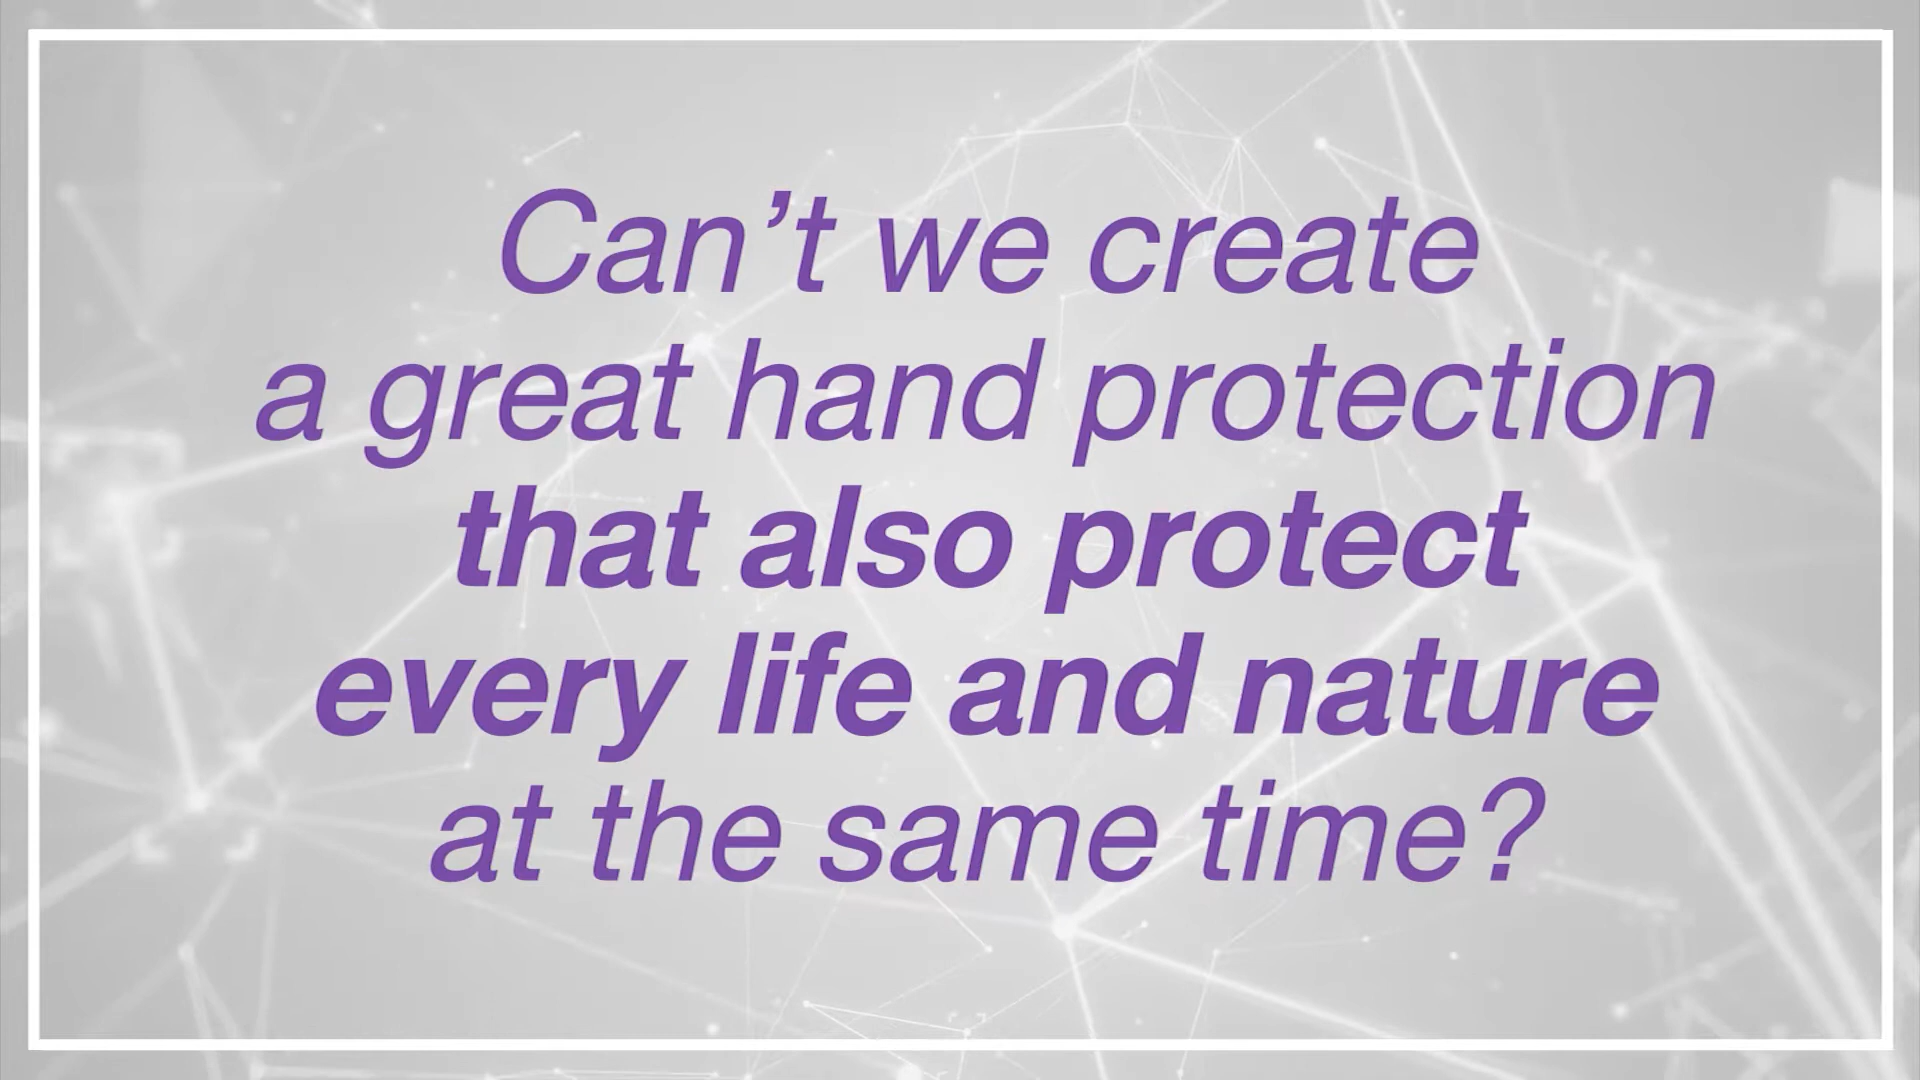 Can’t we create
a great hand protection
that also protect
every life and nature
at the same time?